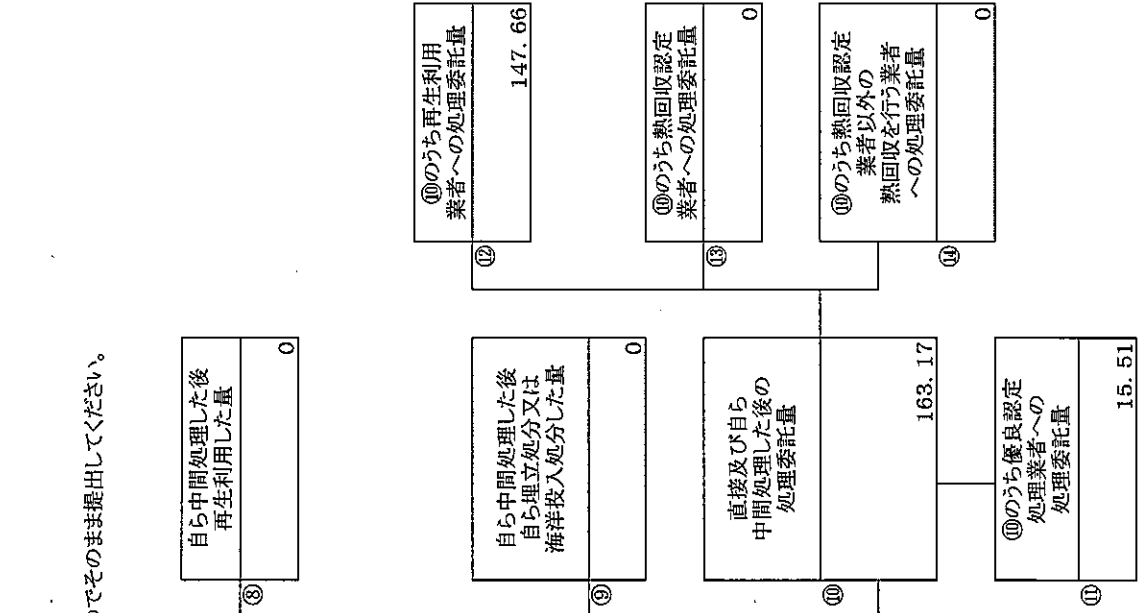 のでそのまま提出してください。
自ら中間処理した後
再生利用した量
⑧
0
自ら中間処理した後
自ら埋立処分又は
海洋投入処分した量
⑨
0
直接及び自ら
中間処理した後の
処理委託量
⑩
163. 17
⑩のうち優良認定
処理業者への
処理委託量
⑪
15. 51
⑩のうち再生利用
業者への処理委託量
⑫
147. 66
⑩のうち熱回収認定
業者への処理委託量
⑬
0
⑩のうち熱回収認定
業者以外の
熱回収を行う業者
への処理委託量
⑭
0